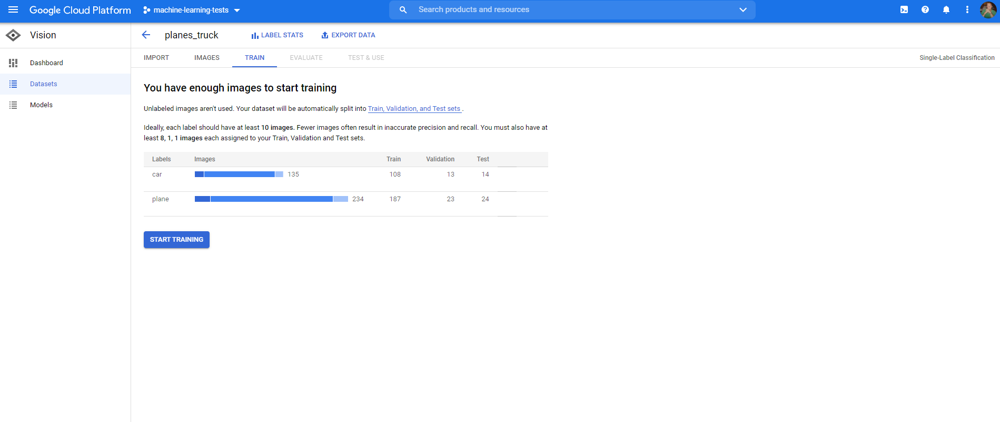 Google Cloud Platform machine-learning-tests Search products and resources
Vision planes_truck LABEL STATS EXPORT DATA
Dashboard
Datasets
Models
IMPORT IMAGES TRAIN EVALUATE TEST & USE Single-Label Classification
You have enough images to start training
Unlabeled images aren't used. Your dataset will be automatically split into Train, Validation, and Test sets .
Ideally, each label should have at least 10 images. Fewer images often result in inaccurate precision and recall. You must also have at
least 8, 1, 1 images each assigned to your Train, Validation and Test sets.
Labels Images Train Validation Test
car 135 108 13 14
plane 234 187 23 24
START TRAINING